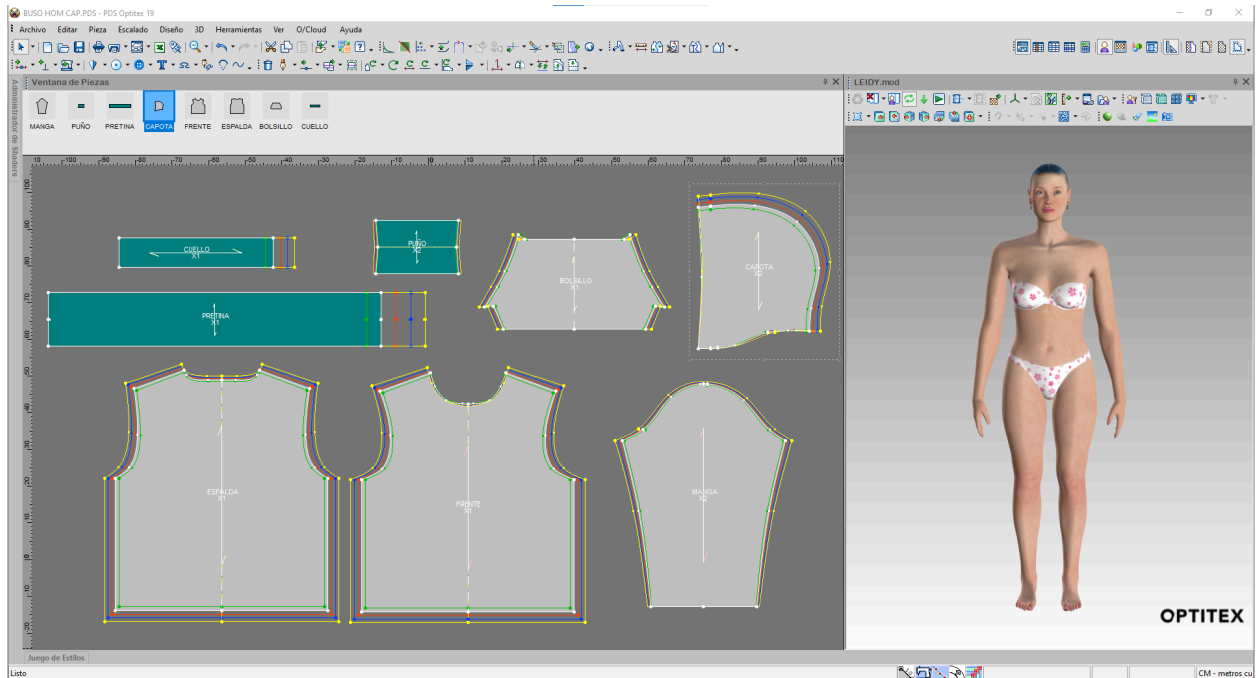 BUSO HOM CAP.PDS - PDS Optitex 19
Archivo Editar Pieza Escalado Diseño 3D Herramientas Ver O/Cloud Ayuda
Ventana de Piezas
LEIDY.mod
Administrador de Shaders
MANGA PUÑO PRETINA CAPOTA FRENTE ESPALDA BOLSILLO CUELLO
CUELLO
X1
PUÑO
X2
BOLSILLO
X1
CAPOTA
X2
PRETINA
X1
ESPALDA
X1
FRENTE
X1
MANGA
X2
OPTITEX
Juego de Estilos
Listo
CM - metros cu